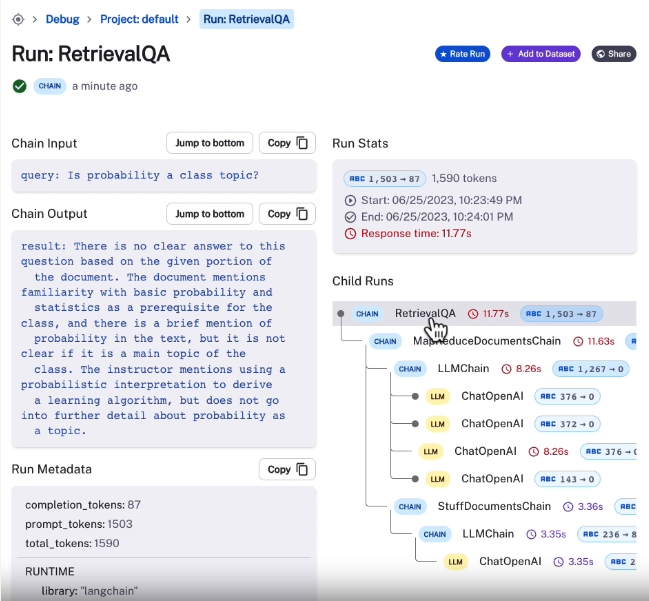 Debug > Project: default > Run: RetrievalQA
Run: RetrievalQA
Rate Run
+ Add to Dataset
Share
CHAIN a minute ago
Chain Input
Jump to bottom
Copy
query: Is probability a class topic?
Chain Output
Jump to bottom
Copy
result: There is no clear answer to this
question based on the given portion of
the document. The document mentions
familiarity with basic probability and
statistics as a prerequisite for the
class, and there is a brief mention of
probability in the text, but it is not
clear if it is a main topic of the
class. The instructor mentions using a
probabilistic interpretation to derive
a learning algorithm, but does not go
into further detail about probability as
a topic.
Run Metadata
Copy
completion_tokens: 87
prompt_tokens: 1503
total_tokens: 1590
RUNTIME
library: "langchain"
Run Stats
ABC 1,503 → 87 1,590 tokens
Start: 06/25/2023, 10:23:49 PM
End: 06/25/2023, 10:24:01 PM
Response time: 11.77s
Child Runs
CHAIN RetrievalQA 11.77s ABC 1,503 → 87
CHAIN MapReduceDocumentsChain 11.63s
CHAIN LLMChain 8.26s ABC 1,267 → 0
LLM ChatOpenAI ABC 376 → 0
LLM ChatOpenAI ABC 372 → 0
LLM ChatOpenAI 8.26s ABC 376 →
LLM ChatOpenAI ABC 143 → 0
CHAIN StuffDocumentsChain 3.36s ABC
CHAIN LLMChain 3.35s ABC 236 → 8
LLM ChatOpenAI 3.35s ABC 2